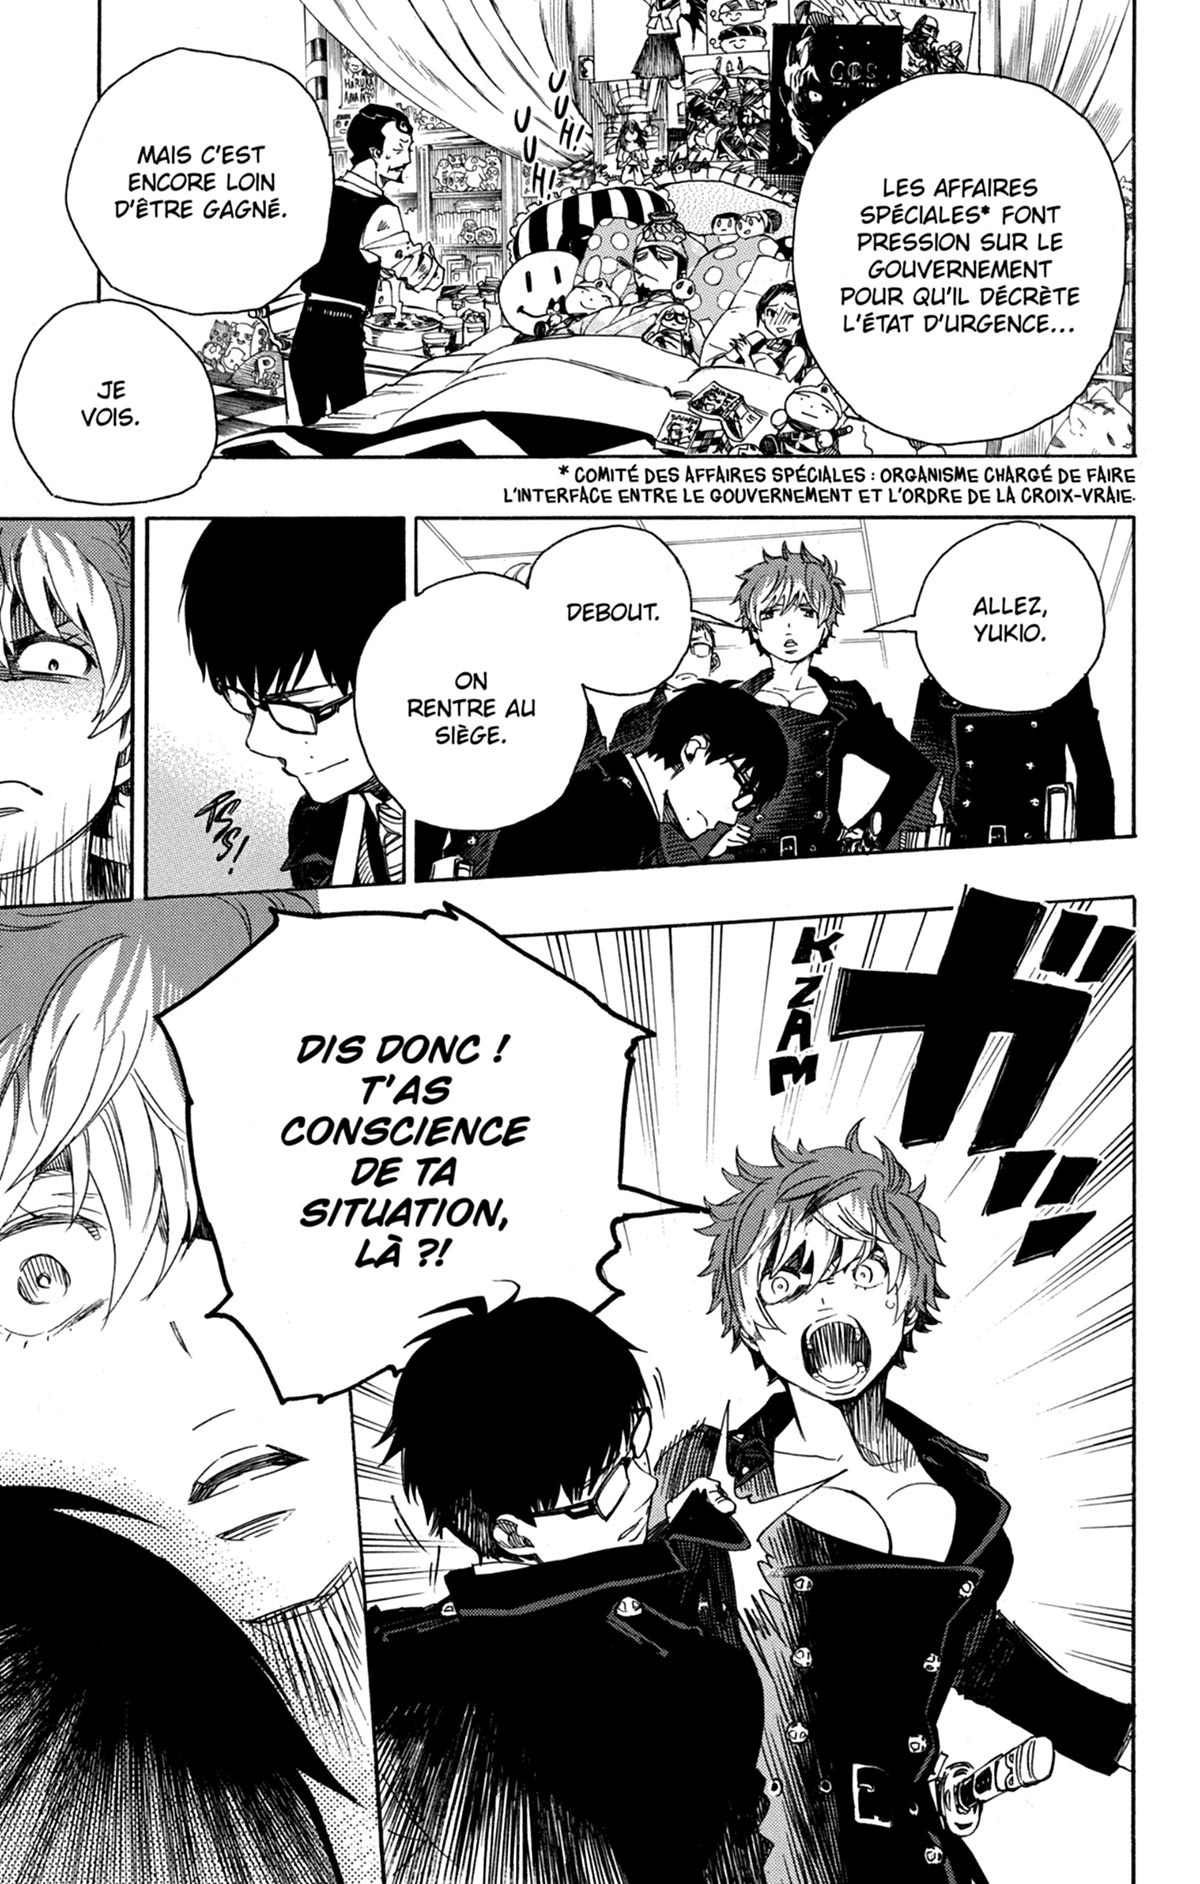 LES AFFAIRES
SPÉCIALES* FONT
PRESSION SUR LE
GOUVERNEMENT
POUR QU'IL DÉCRÈTE
L'ÉTAT D'URGENCE...
UUH!
UUH!
MAIS C'EST
ENCORE LOIN
D'ÊTRE GAGNÉ.
JE
VOIS.
* COMITÉ DES AFFAIRES SPÉCIALES : ORGANISME CHARGÉ DE FAIRE
L'INTERFACE ENTRE LE GOUVERNEMENT ET L'ORDRE DE LA CROIX-VRAIE.
ALLEZ,
YUKIO.
DEBOUT.
ON
RENTRE AU
SIÈGE.
ガッ
KZAM
DIS DONC !
T'AS
CONSCIENCE
DE TA
SITUATION,
LÀ ?!